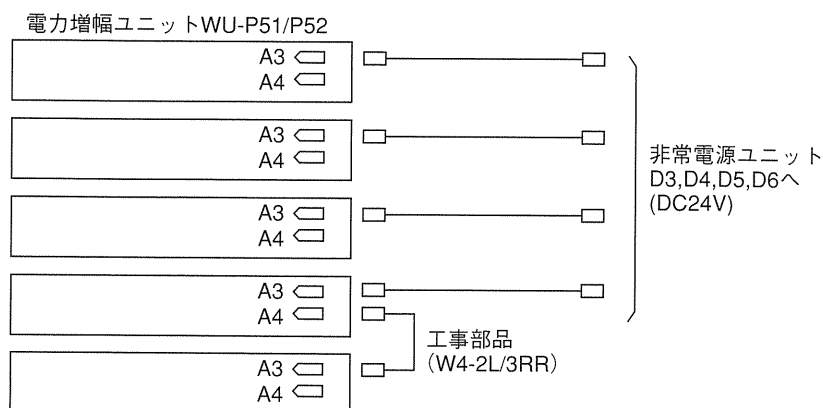 電力増幅ユニットWU-P51/P52
A3
A4
A3
A4
A3
A4
A3
A4
A3
A4
非常電源ユニット
D3,D4,D5,D6へ
(DC24V)
工事部品
(W4-2L/3RR)